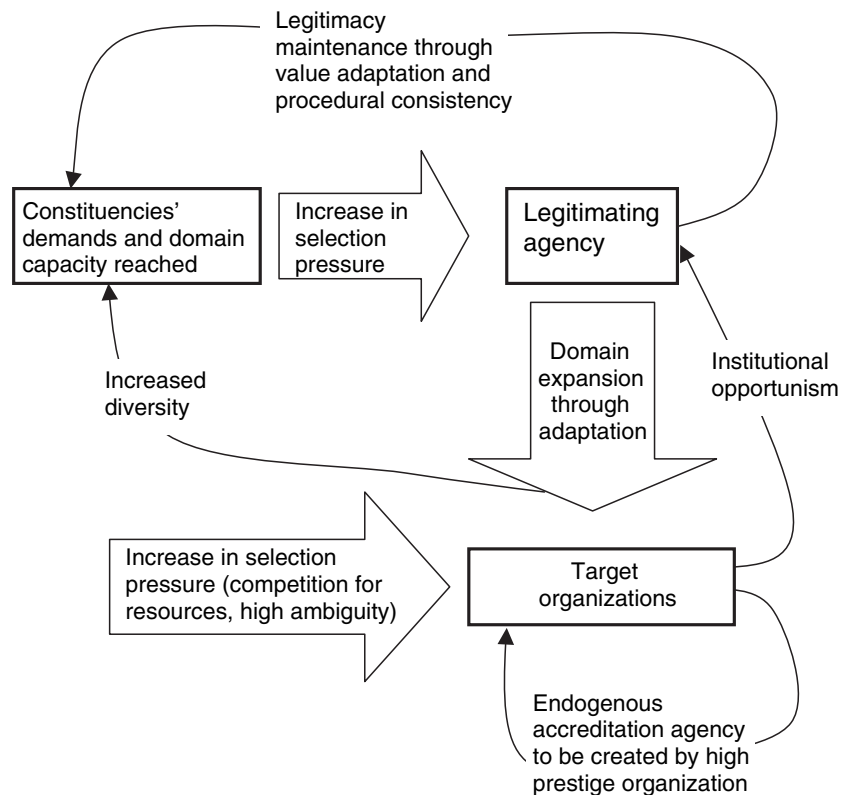 Legitimacy
maintenance through
value adaptation and
procedural consistency
Constituencies’
demands and domain
capacity reached
Increase in
selection
pressure
Legitimating
agency
Domain
expansion
through
adaptation
Institutional
opportunism
Increased
diversity
Increase in selection
pressure (competition for
resources, high ambiguity)
Target
organizations
Endogenous
accreditation agency
to be created by high
prestige organization